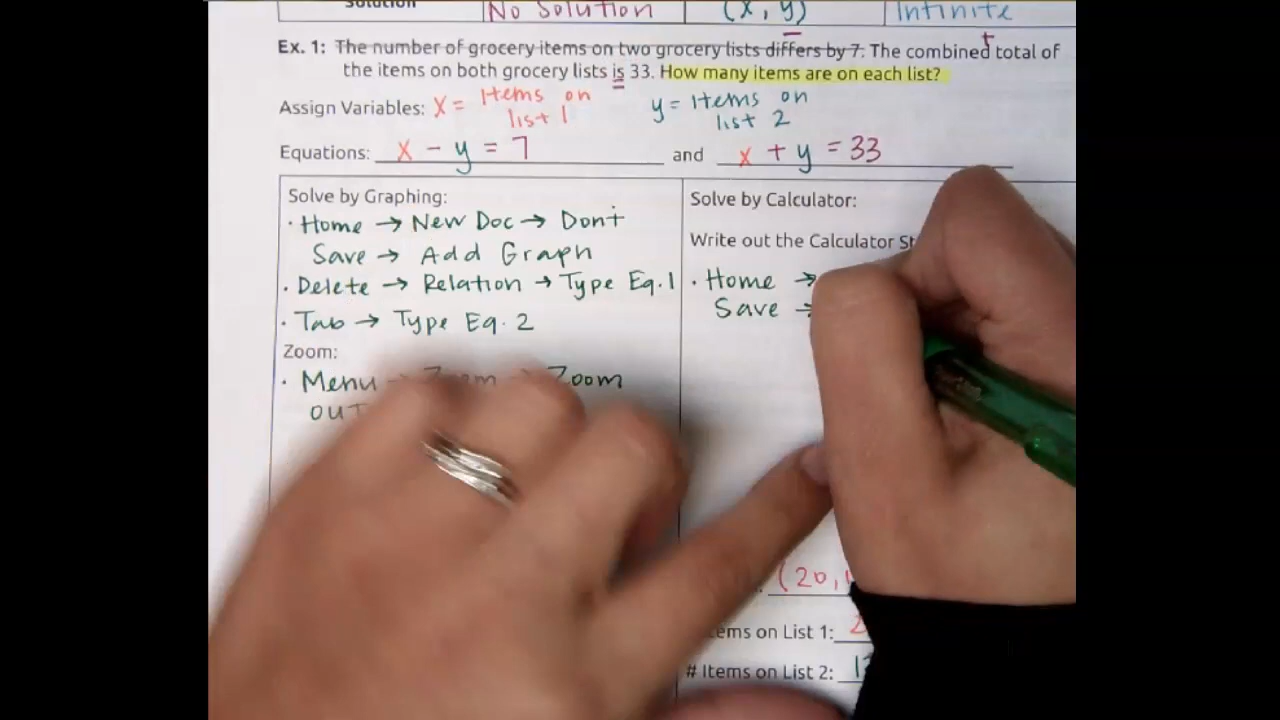 Solution No Solution (x, y) Infinite
Ex. 1: The number of grocery items on two grocery lists differs by 7. The combined total of
the items on both grocery lists is 33. How many items are on each list?
Assign Variables: x = Items on list 1 y = Items on list 2
Equations: x - y = 7 and x + y = 33
Solve by Graphing:
· Home → New Doc → Don't
Save → Add Graph
· Delete → Relation → Type Eq. 1
· Tab → Type Eq. 2
Zoom:
· Menu → Zoom → Zoom
OUT
Solve by Calculator:
Write out the Calculator
· Home →
Save →
(20,
Items on List 1:
# Items on List 2: